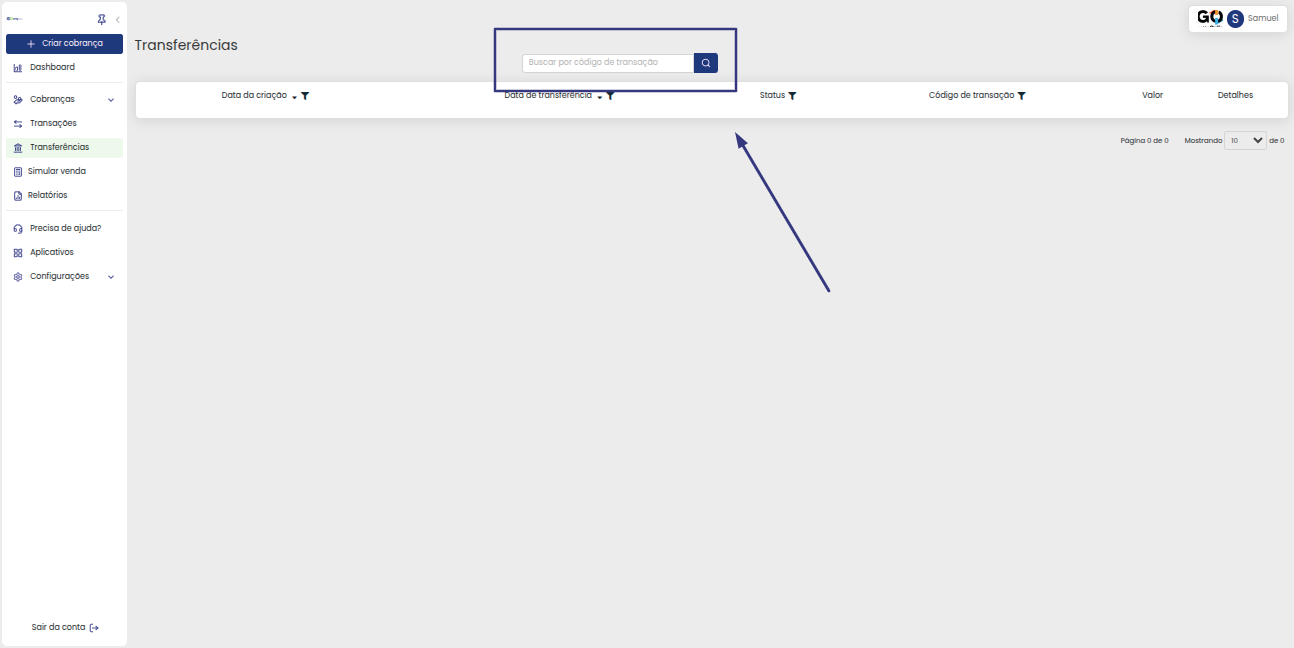 Criar cobrança
Dashboard
Cobranças
Transações
Transferências
Simular venda
Relatórios
Precisa de ajuda?
Aplicativos
Configurações
Sair da conta
Transferências
Buscar por código de transação
GO
S
Samuel
Data da criação
Data de transferência
Status
Código de transação
Valor
Detalhes
Página 0 de 0
Mostrando 10 de 0